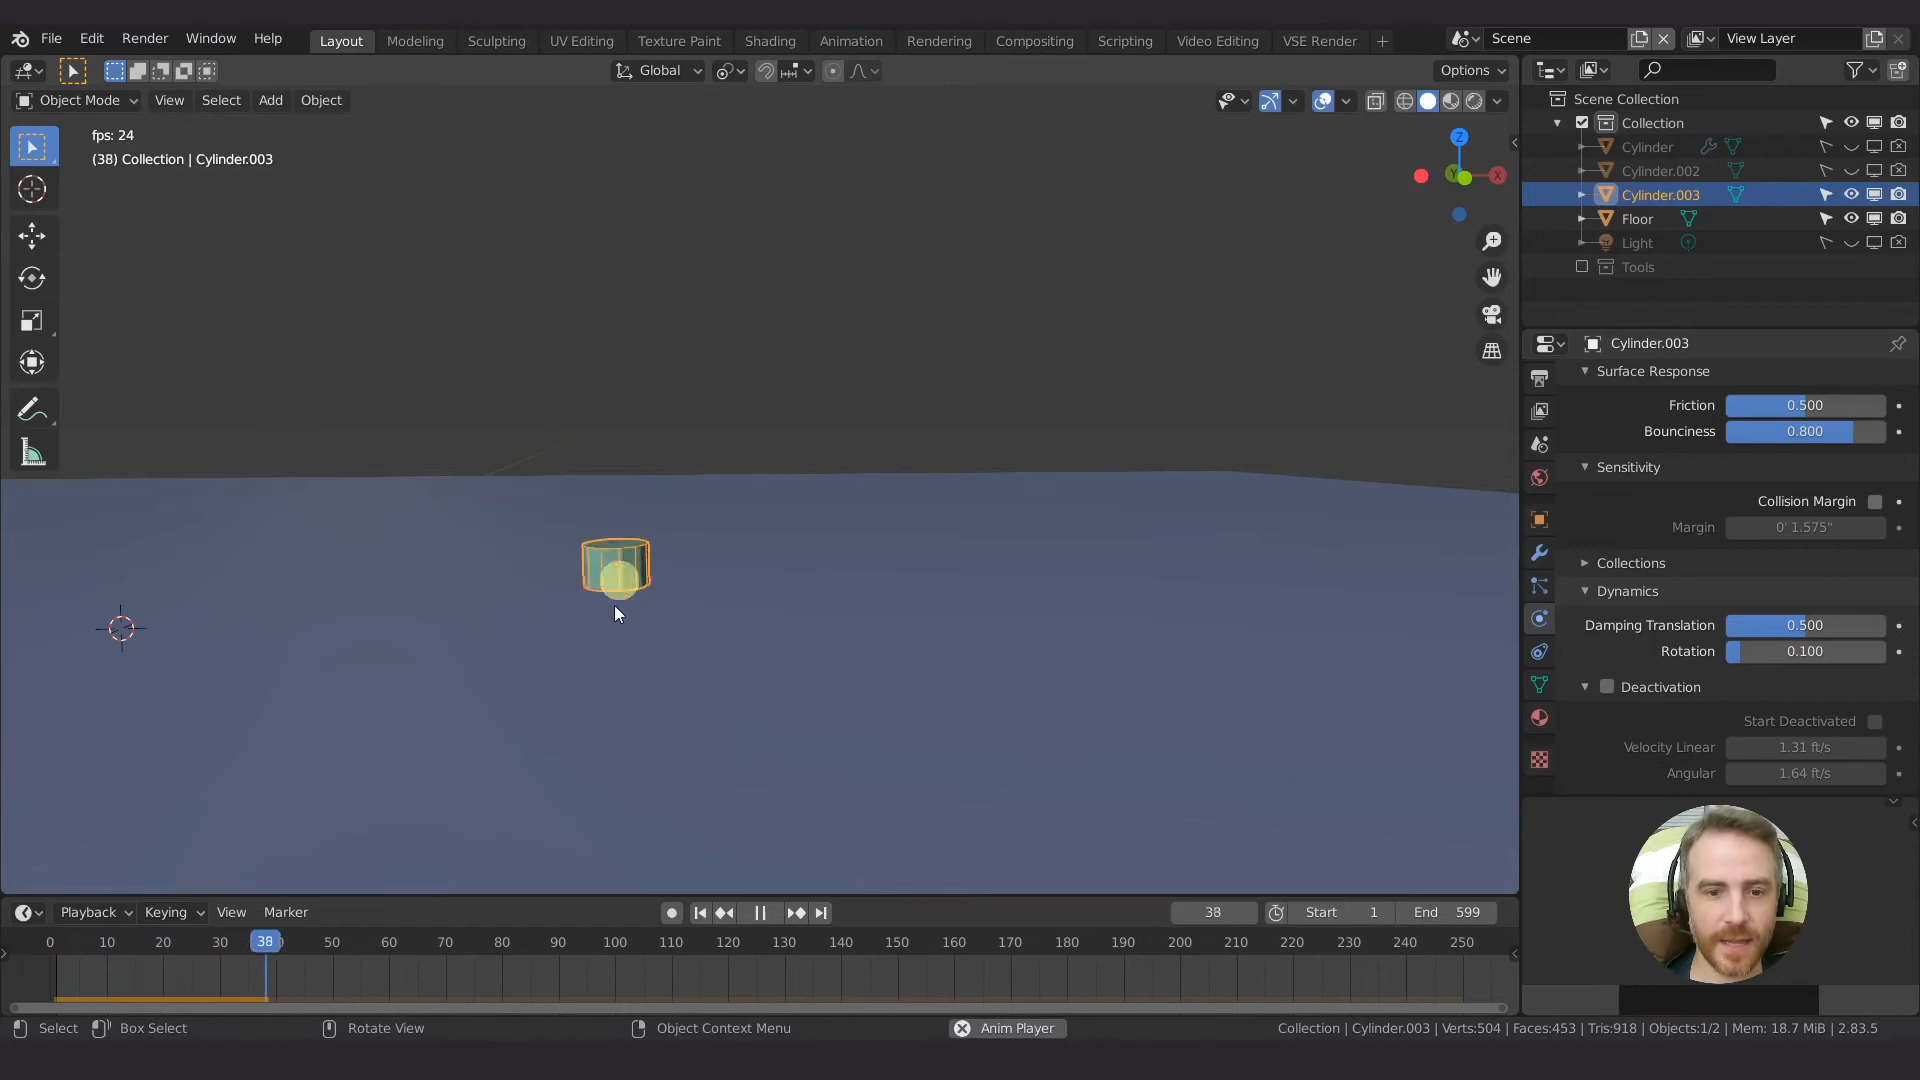 File Edit Render Window Help Layout Modeling Sculpting UV Editing Texture Paint Shading Animation Rendering Compositing Scripting Video Editing VSE Render + Scene View Layer
Global Options
Object Mode View Select Add Object
fps: 24
(38) Collection | Cylinder.003
Z
Y X
Scene Collection
Collection
Cylinder
Cylinder.002
Cylinder.003
Floor
Light
Tools
Cylinder.003
Surface Response
Friction 0.500
Bounciness 0.800
Sensitivity
Collision Margin
Margin 0' 1.575"
Collections
Dynamics
Damping Translation 0.500
Rotation 0.100
Deactivation
Start Deactivated
Velocity Linear 1.31 ft/s
Angular 1.64 ft/s
Playback Keying View Marker 38 Start 1 End 599
0 10 20 30 38 50 60 70 80 90 100 110 120 130 140 150 160 170 180 190 200 210 220 230 240 250
Select Box Select Rotate View Object Context Menu Anim Player Collection | Cylinder.003 | Verts:504 | Faces:453 | Tris:918 | Objects:1/2 | Mem: 18.7 MiB | 2.83.5